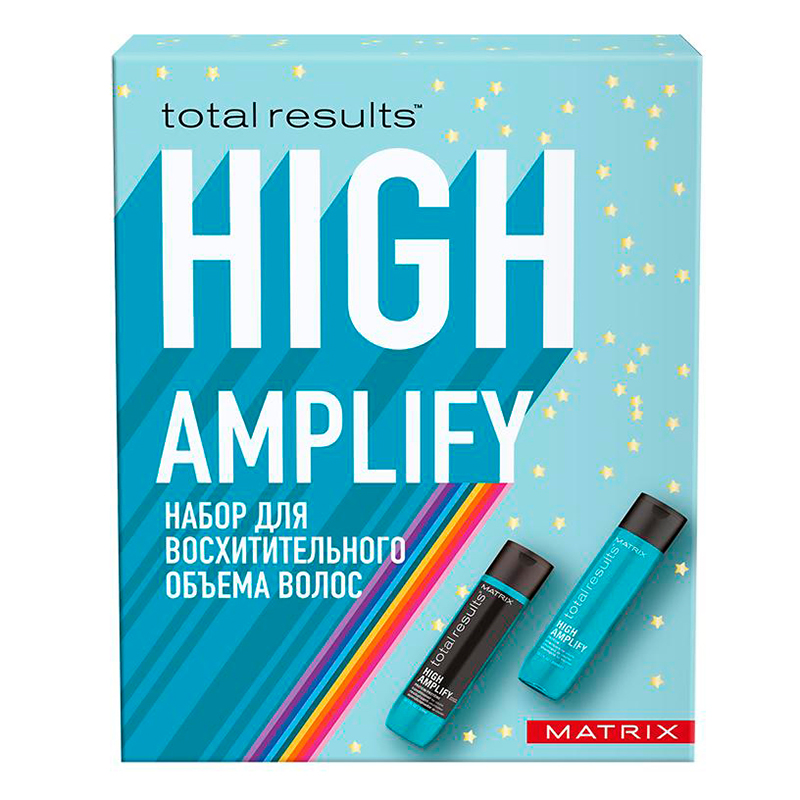 total results™
HIGH
AMPLIFY
НАБОР ДЛЯ
ВОСХИТИТЕЛЬНОГО
ОБЪЕМА ВОЛОС
MATRIX
total results
HIGH
AMPLIFY
MATRIX
total results
HIGH
AMPLIFY
MATRIX